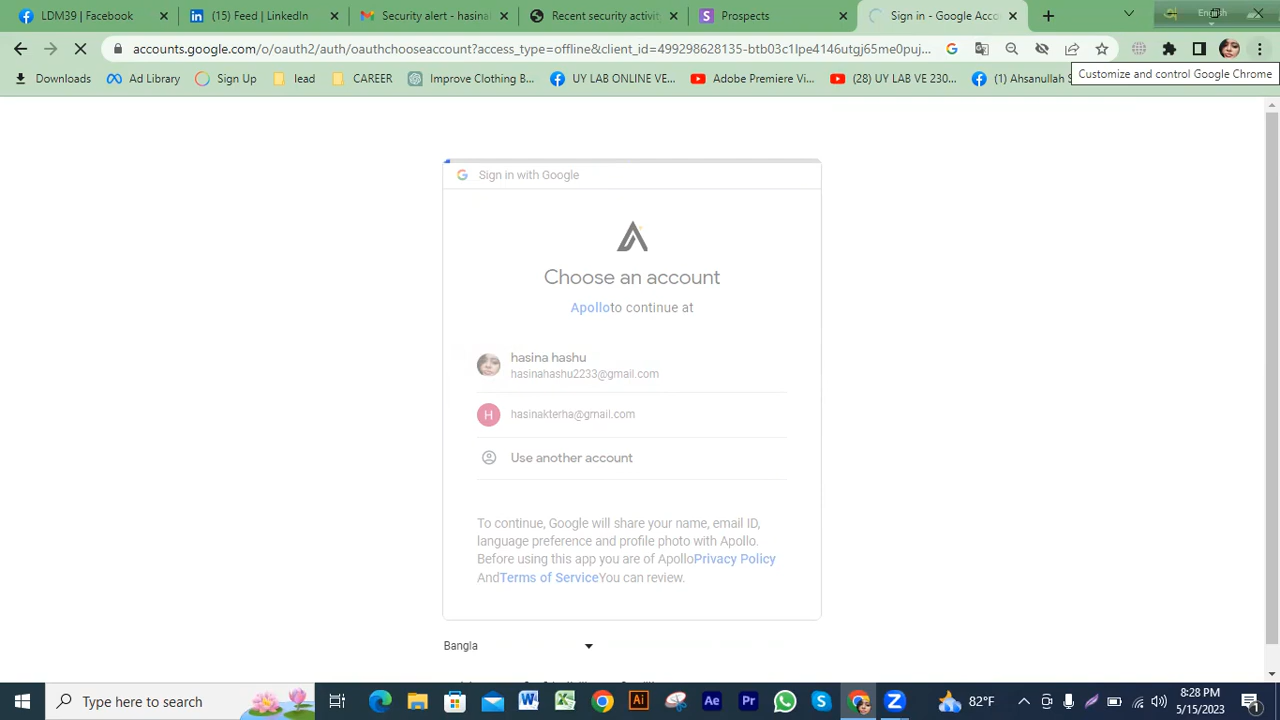 LDM39 | Facebook
(15) Feed | LinkedIn
Security alert - hasinal
Recent security activit
Prospects
Sign in - Google Acco
English
accounts.google.com/o/oauth2/auth/oauthchooseaccount?access_type=offline&client_id=499298628135-btb03c1lpe4146utgj65me0puj...
Customize and control Google Chrome
Downloads
Ad Library
Sign Up
lead
CAREER
Improve Clothing B...
UY LAB ONLINE VE...
Adobe Premiere Vi...
(28) UY LAB VE 230...
(1) Ahsanullah S
Sign in with Google
Choose an account
Apolloto continue at
hasina hashu
hasinahashu2233@gmail.com
H
hasinakterha@gmail.com
Use another account
To continue, Google will share your name, email ID,
language preference and profile photo with Apollo.
Before using this app you are of ApolloPrivacy Policy
AndTerms of ServiceYou can review.
Bangla
Type here to search
82°F
8:28 PM
5/15/2023